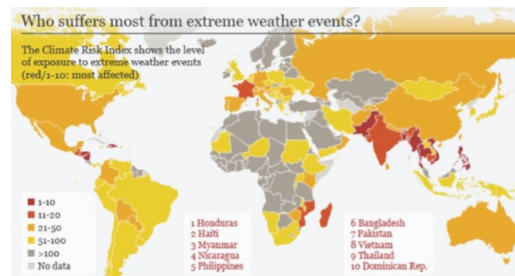 Who suffers most from extreme weather events?
The Climate Risk Index shows the level
of exposure to extreme weather events
(red/1-10: most affected)
1-10
11-20
21-50
51-100
>100
No data
1 Honduras
2 Haiti
3 Myanmar
4 Nicaragua
5 Philippines
6 Bangladesh
7 Pakistan
8 Vietnam
9 Thailand
10 Dominican Rep.